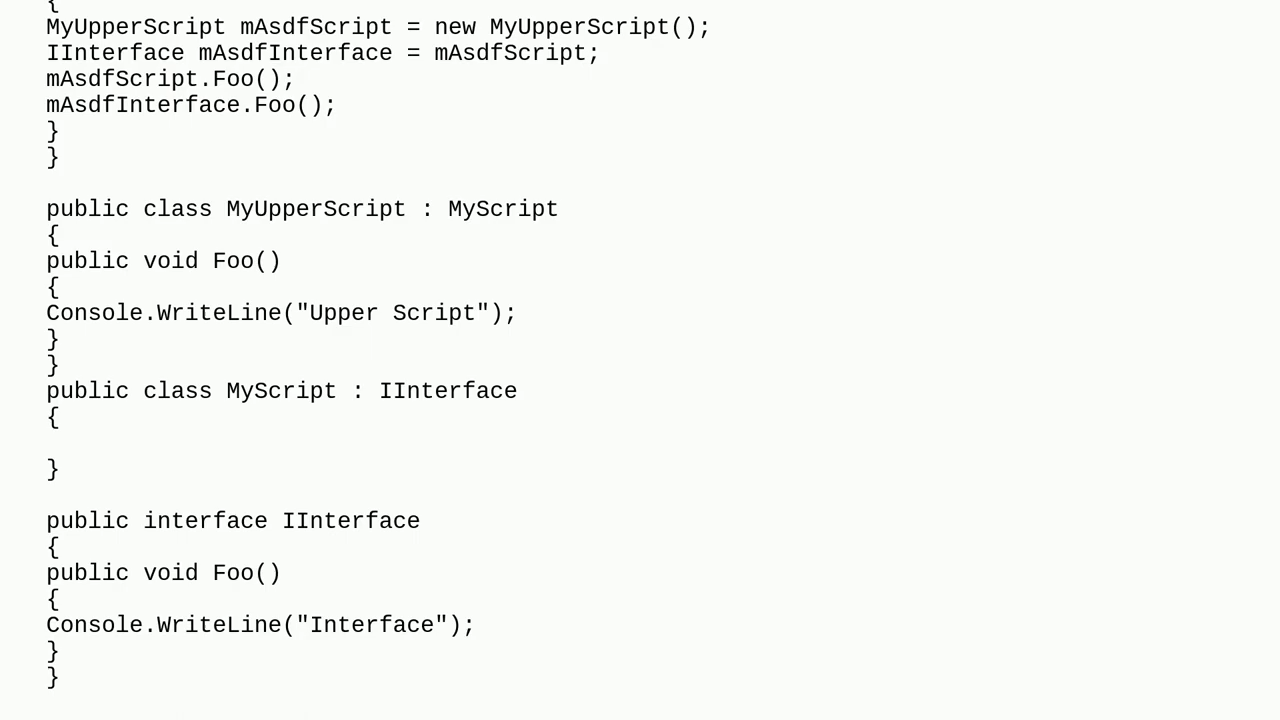 {
MyUpperScript mAsdfScript = new MyUpperScript();
IInterface mAsdfInterface = mAsdfScript;
mAsdfScript.Foo();
mAsdfInterface.Foo();
}
}
public class MyUpperScript : MyScript
{
public void Foo()
{
Console.WriteLine("Upper Script");
}
}
public class MyScript : IInterface
{
}
public interface IInterface
{
public void Foo()
{
Console.WriteLine("Interface");
}
}